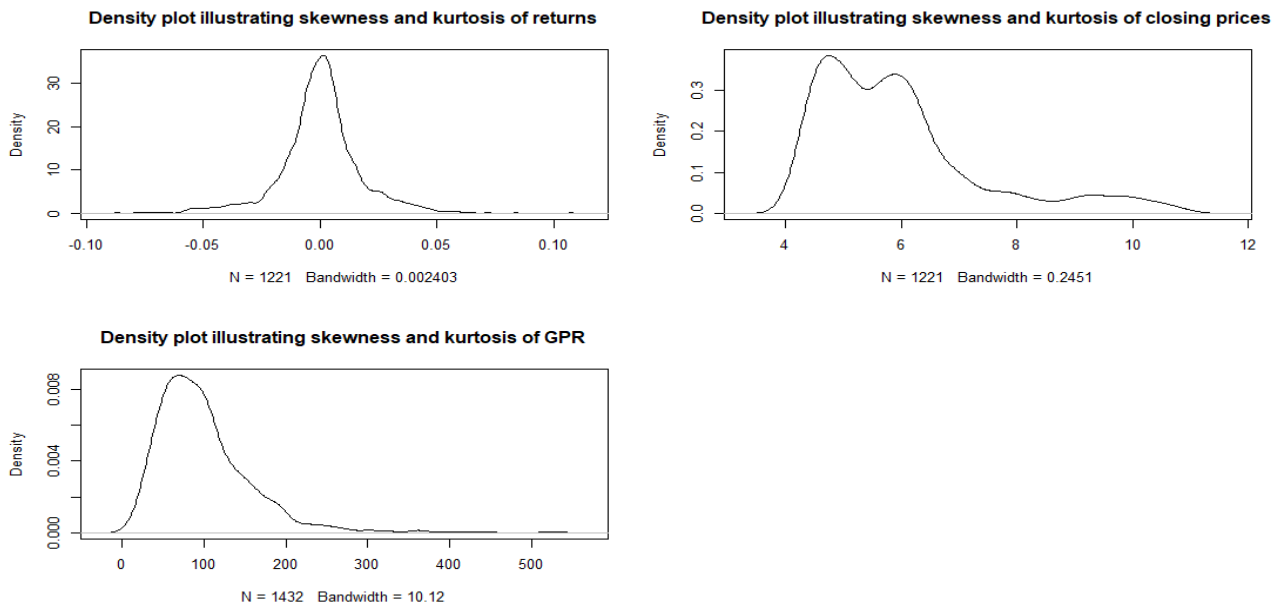 Density plot illustrating skewness and kurtosis of returns
Density
0 10 20 30
-0.10 -0.05 0.00 0.05 0.10
N = 1221 Bandwidth = 0.002403
Density plot illustrating skewness and kurtosis of closing prices
Density
0.0 0.1 0.2 0.3
4 6 8 10 12
N = 1221 Bandwidth = 0.2451
Density plot illustrating skewness and kurtosis of GPR
Density
0.000 0.004 0.008
0 100 200 300 400 500
N = 1432 Bandwidth = 10.12